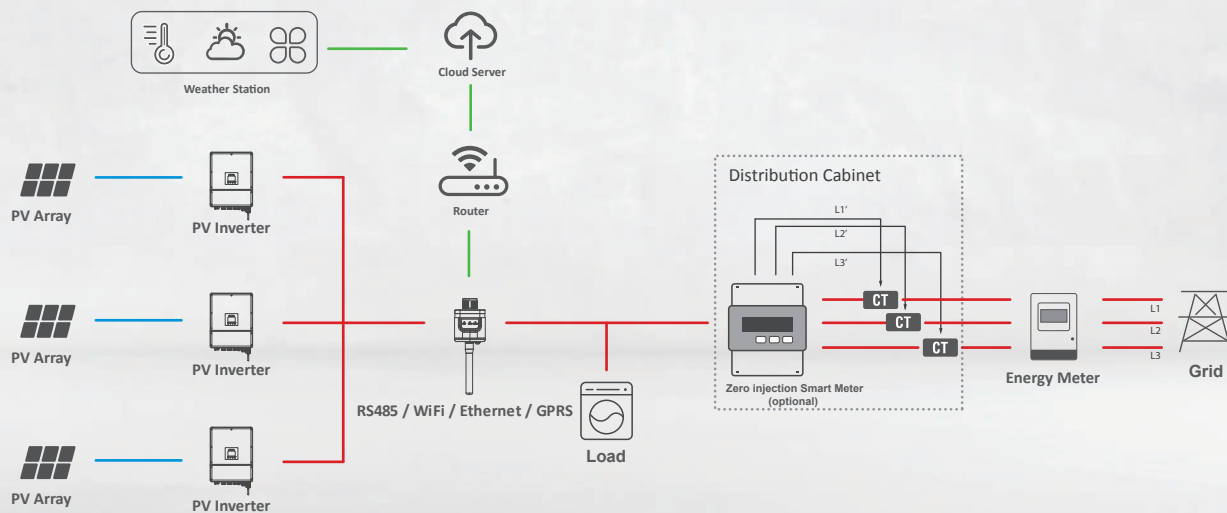 Weather Station
Cloud Server
Router
PV Array
PV Inverter
PV Array
PV Inverter
PV Array
PV Inverter
RS485 / WiFi / Ethernet / GPRS
Load
Distribution Cabinet
L1'
L2'
L3'
CT
CT
CT
Zero injection Smart Meter
(optional)
Energy Meter
L1
L2
L3
Grid